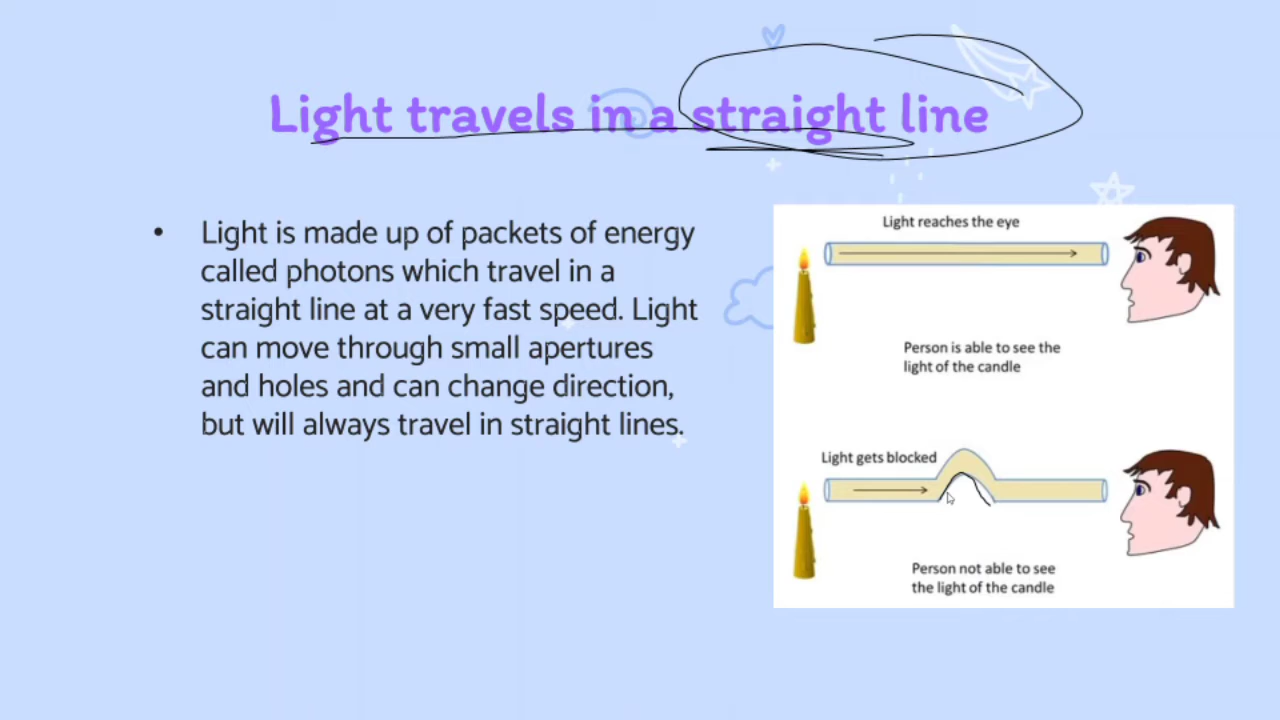 Light travels in a straight line
• Light is made up of packets of energy
called photons which travel in a
straight line at a very fast speed. Light
can move through small apertures
and holes and can change direction,
but will always travel in straight lines.
Light reaches the eye
Person is able to see the
light of the candle
Light gets blocked
Person not able to see
the light of the candle